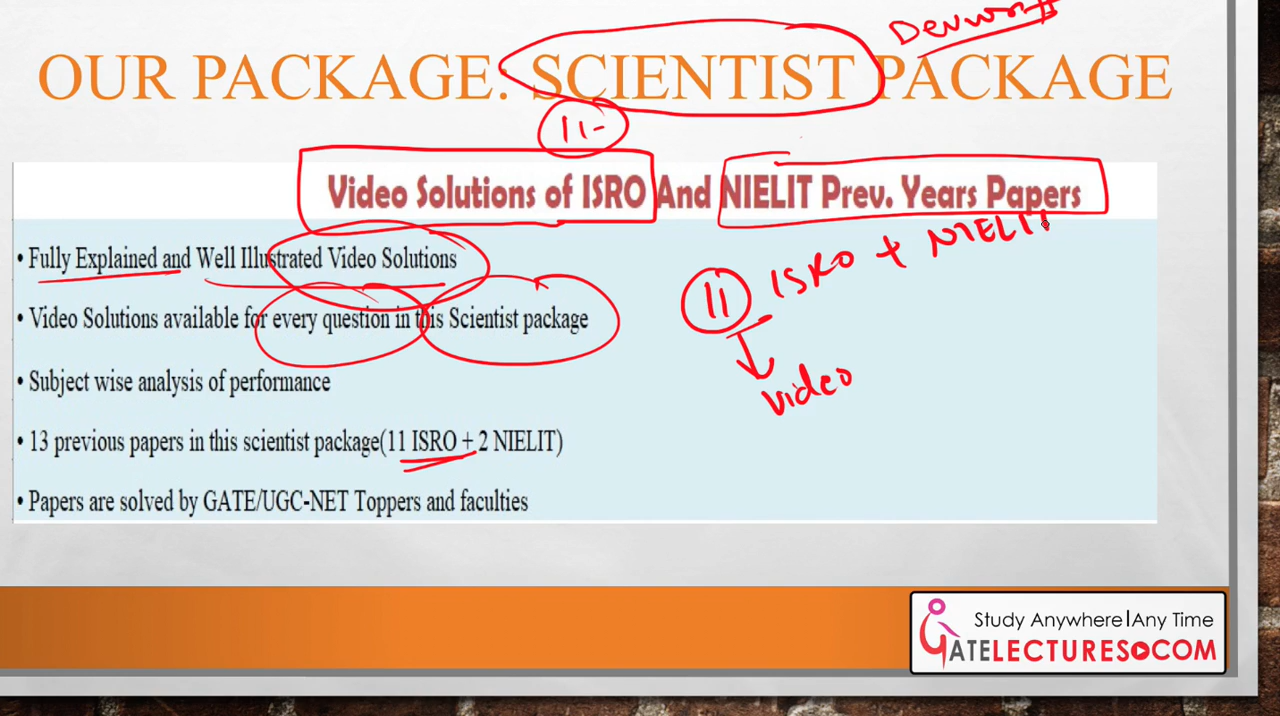 OUR PACKAGE: SCIENTIST PACKAGE
11-
Video Solutions of ISRO And NIELIT Prev. Years Papers
• Fully Explained and Well Illustrated Video Solutions
11 ISRO + NIELIT
• Video Solutions available for every question in this Scientist package
Video
• Subject wise analysis of performance
• 13 previous papers in this scientist package(11 ISRO + 2 NIELIT)
• Papers are solved by GATE/UGC-NET Toppers and faculties
Study Anywhere|Any Time
GATELECTURES.COM